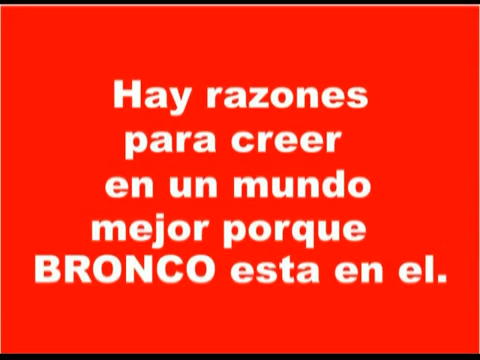 Hay razones
para creer
en un mundo
mejor porque
BRONCO esta en el.